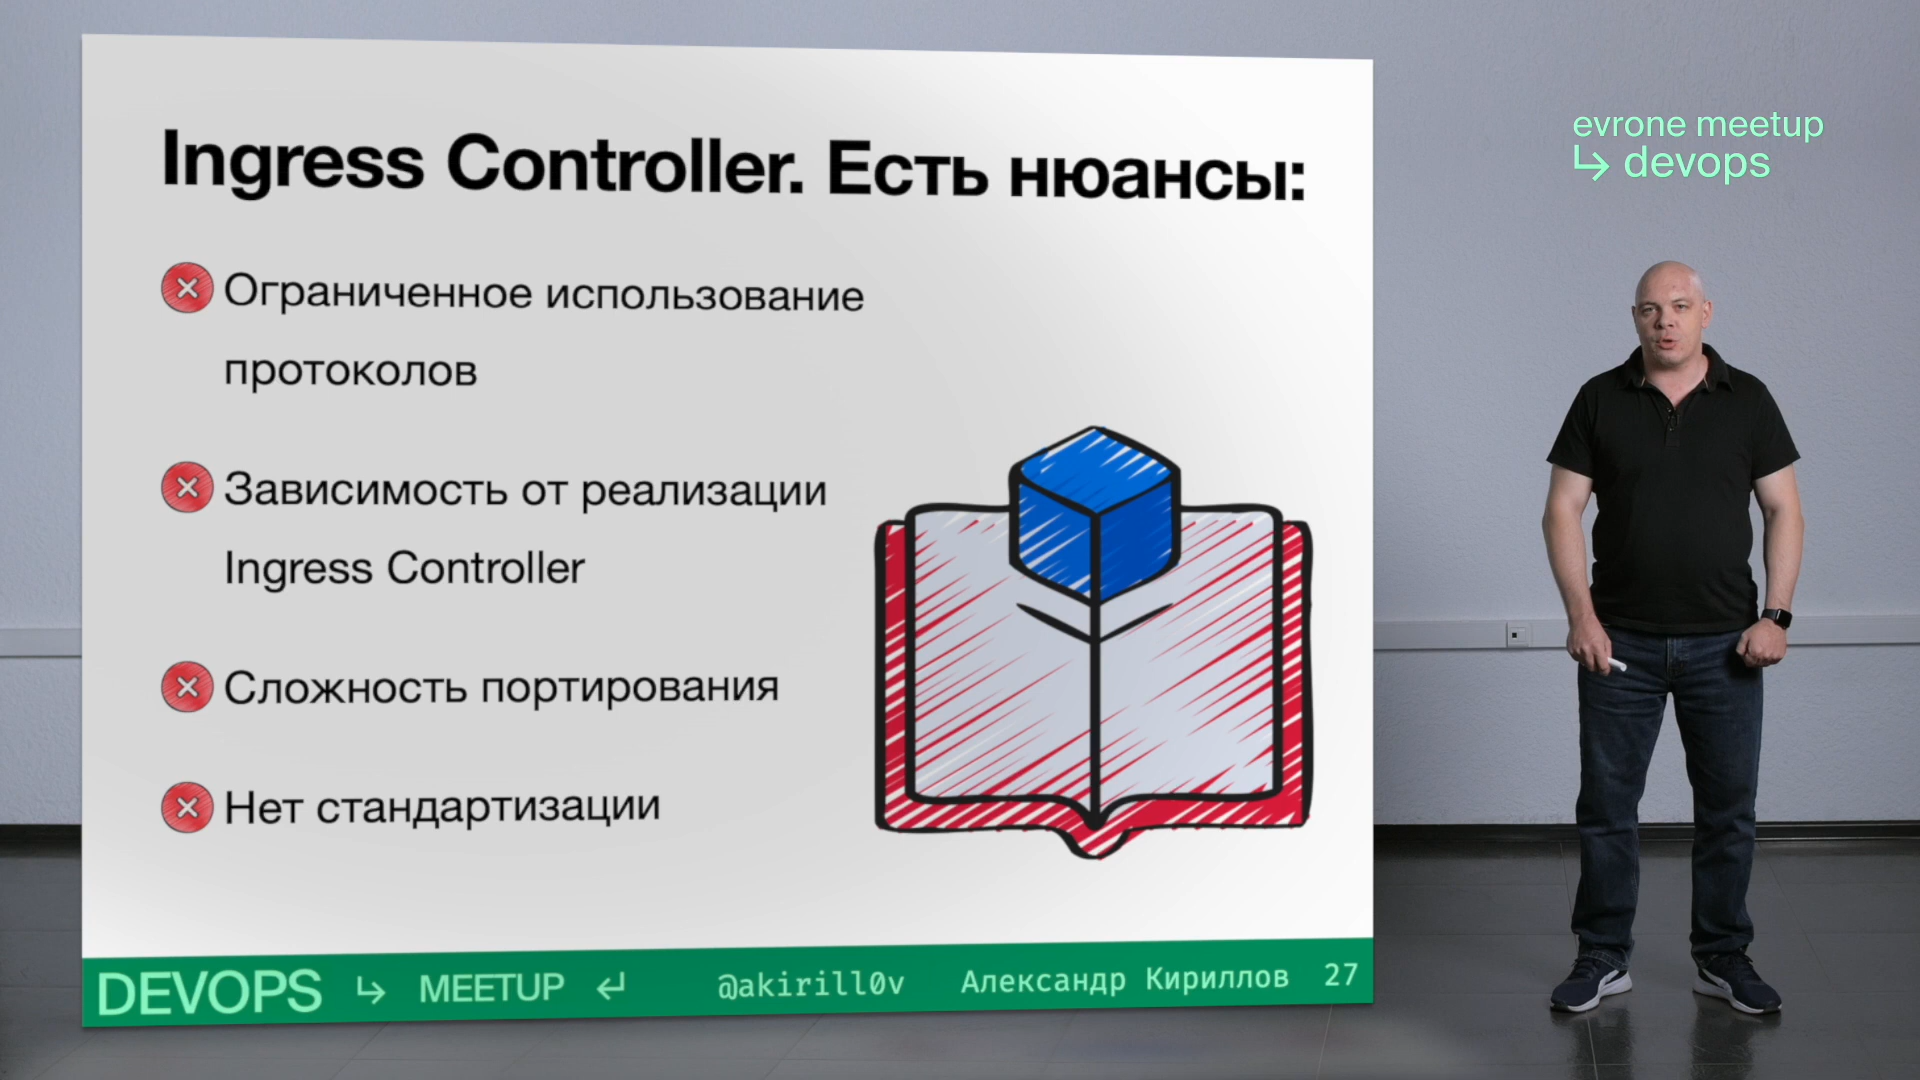 Ingress Controller. Есть нюансы:
Ограниченное использование
протоколов
Зависимость от реализации
Ingress Controller
Сложность портирования
Нет стандартизации
DEVOPS ↳ MEETUP ↵ @akirill0v Александр Кириллов 27
evrone meetup
↳ devops